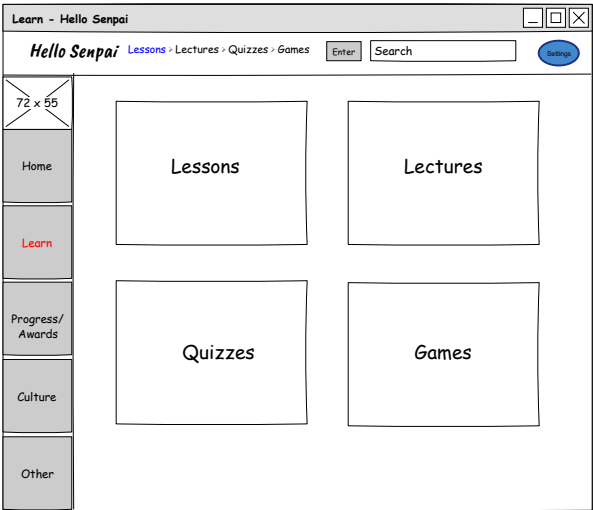 Learn - Hello Senpai
Hello Senpai
Lessons > Lectures > Quizzes > Games
Enter
Search
Settings
72 x 55
Home
Learn
Progress/
Awards
Culture
Other
Lessons
Lectures
Quizzes
Games